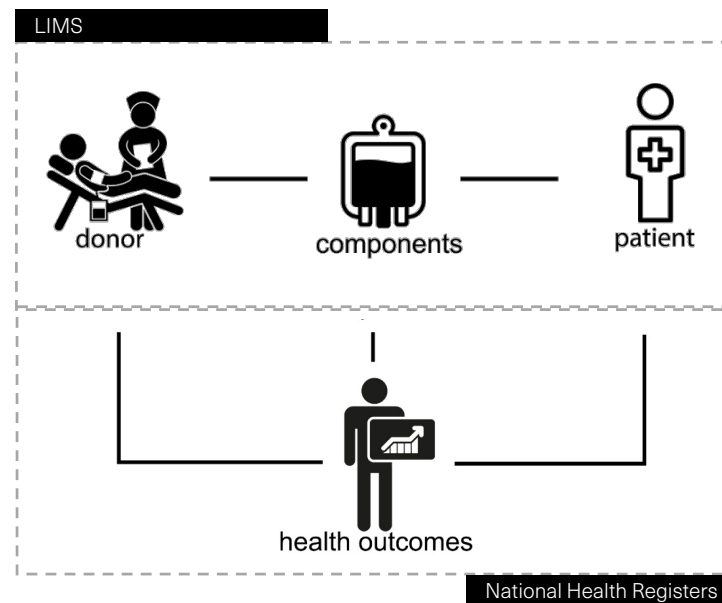 LIMS
donor
components
patient
health outcomes
National Health Registers